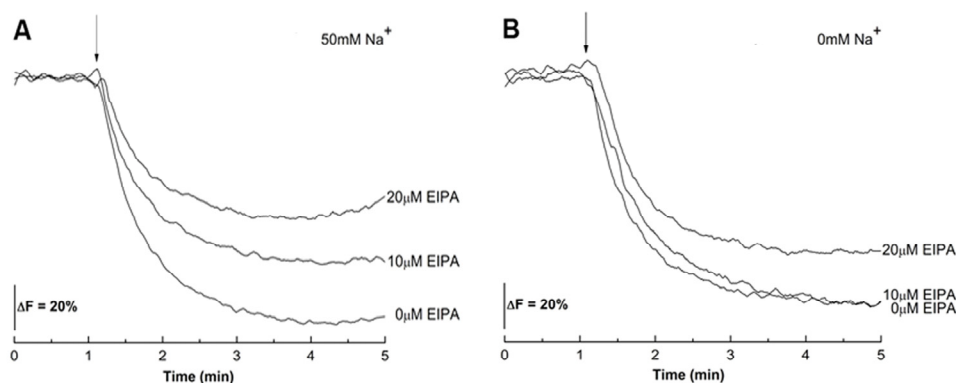 A
50mM Na+
20μM EIPA
10μM EIPA
0μM EIPA
ΔF = 20%
0 1 2 3 4 5
Time (min)
B
0mM Na+
20μM EIPA
10μM EIPA
0μM EIPA
ΔF = 20%
0 1 2 3 4 5
Time (min)